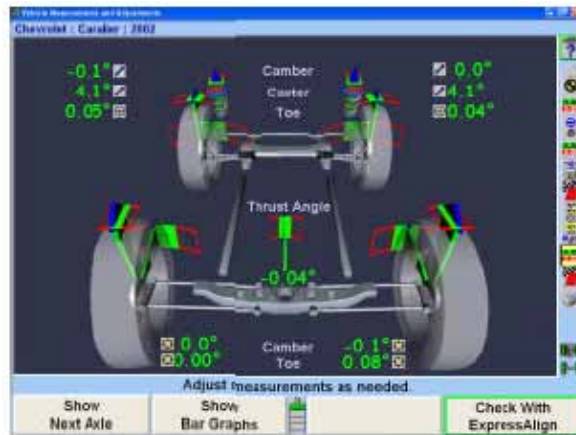 Vehicle Measurement and Adjustment
Chevrolet : Cavalier : 2002
-0.1° Camber 0.0°
4.1° Caster 4.1°
0.05° Toe 0.04°
Thrust Angle
-0.04°
0.0° Camber -0.1°
0.00° Toe 0.08°
Adjust measurements as needed.
Show Next Axle
Show Bar Graphs
Check With ExpressAlign